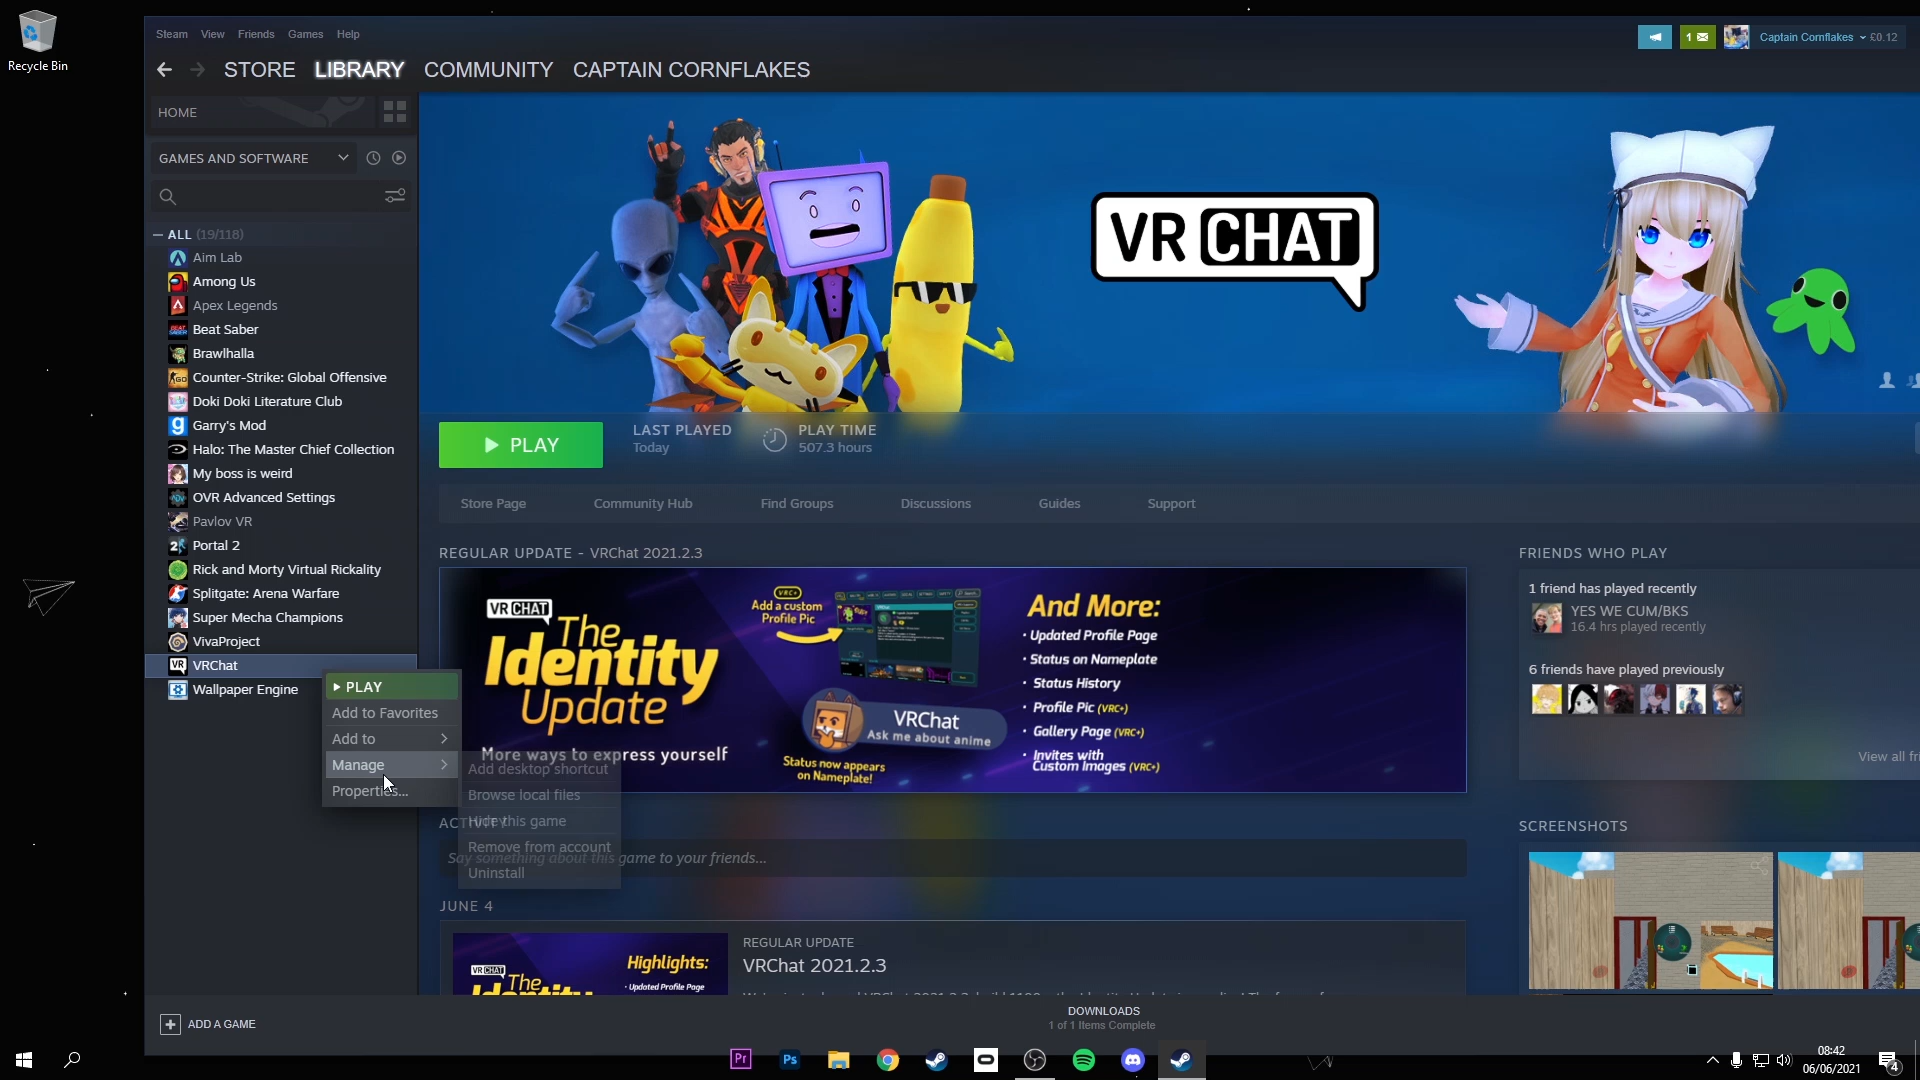 Recycle Bin
Steam View Friends Games Help
1
Captain Cornflakes £0.12
STORE LIBRARY COMMUNITY CAPTAIN CORNFLAKES
HOME
GAMES AND SOFTWARE
ALL (19/118)
Aim Lab
Among Us
Apex Legends
Beat Saber
Brawlhalla
Counter-Strike: Global Offensive
Doki Doki Literature Club
Garry's Mod
Halo: The Master Chief Collection
My boss is weird
OVR Advanced Settings
Pavlov VR
Portal 2
Rick and Morty Virtual Rickality
Splitgate: Arena Warfare
Super Mecha Champions
VivaProject
VRChat
Wallpaper Engine
PLAY
Add to Favorites
Add to
Manage
Properties...
Add desktop shortcut
Browse local files
Hide this game
Remove from account
Uninstall
VR CHAT
PLAY
LAST PLAYED
Today
PLAY TIME
507.3 hours
Store Page Community Hub Find Groups Discussions Guides Support
REGULAR UPDATE - VRChat 2021.2.3
VR CHAT
The
Identity
Update
More ways to express yourself
VRC+
Add a custom
Profile Pic
VRChat
Ask me about anime
Status now appears
on Nameplate!
And More:
· Updated Profile Page
· Status on Nameplate
· Status History
· Profile Pic (VRC+)
· Gallery Page (VRC+)
· Invites with
Custom Images (VRC+)
ACTIVITY
Say something about this game to your friends...
JUNE 4
VR CHAT
The
Highlights:
· Updated Profile Page
REGULAR UPDATE
VRChat 2021.2.3
FRIENDS WHO PLAY
1 friend has played recently
YES WE CUM/BKS
16.4 hrs played recently
6 friends have played previously
View all fri
SCREENSHOTS
ADD A GAME
DOWNLOADS
1 of 1 Items Complete
Pr
Ps
08:42
06/06/2021
4